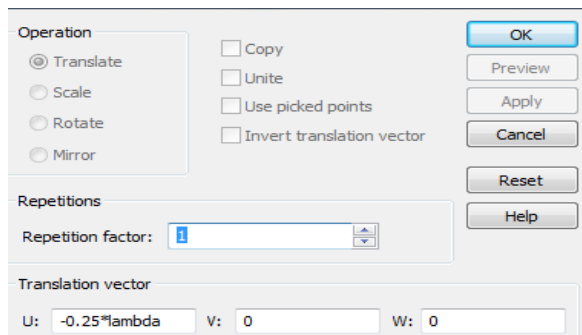 Operation
Translate
Scale
Rotate
Mirror
Copy
Unite
Use picked points
Invert translation vector
OK
Preview
Apply
Cancel
Reset
Help
Repetitions
Repetition factor: 1
Translation vector
U: -0.25*lambda V: 0 W: 0